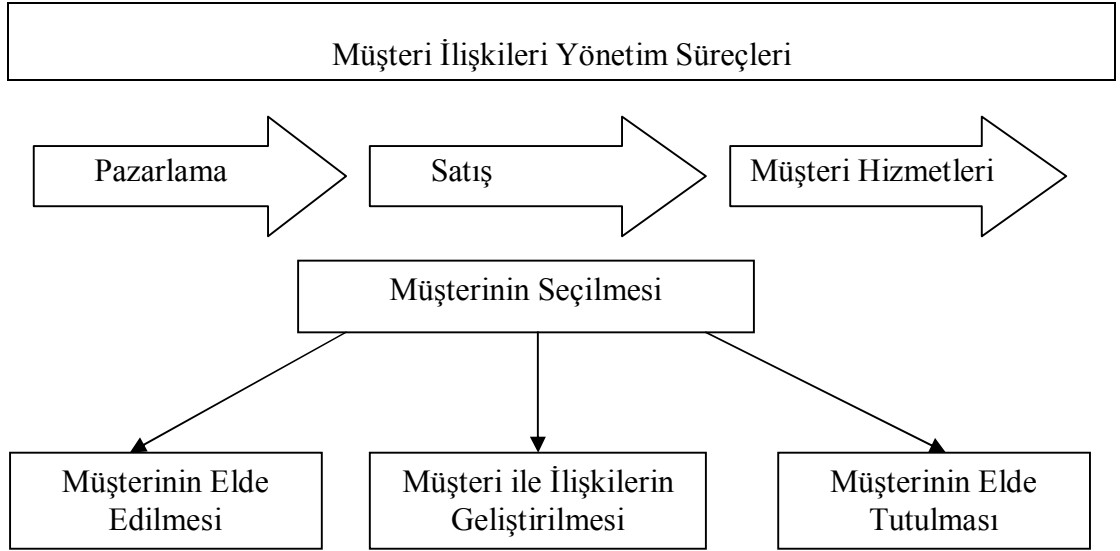 Müşteri İlişkileri Yönetim Süreçleri
Pazarlama
Satış
Müşteri Hizmetleri
Müşterinin Seçilmesi
Müşterinin Elde
Edilmesi
Müşteri ile İlişkilerin
Geliştirilmesi
Müşterinin Elde
Tutulması